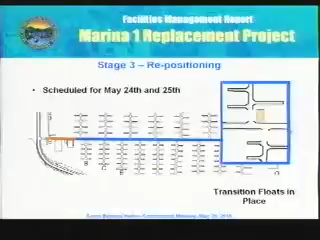 Facilities Management Report
Marina 1 Replacement Project
Stage 3 – Re-positioning
• Scheduled for May 24th and 25th
Transition Floats in
Place